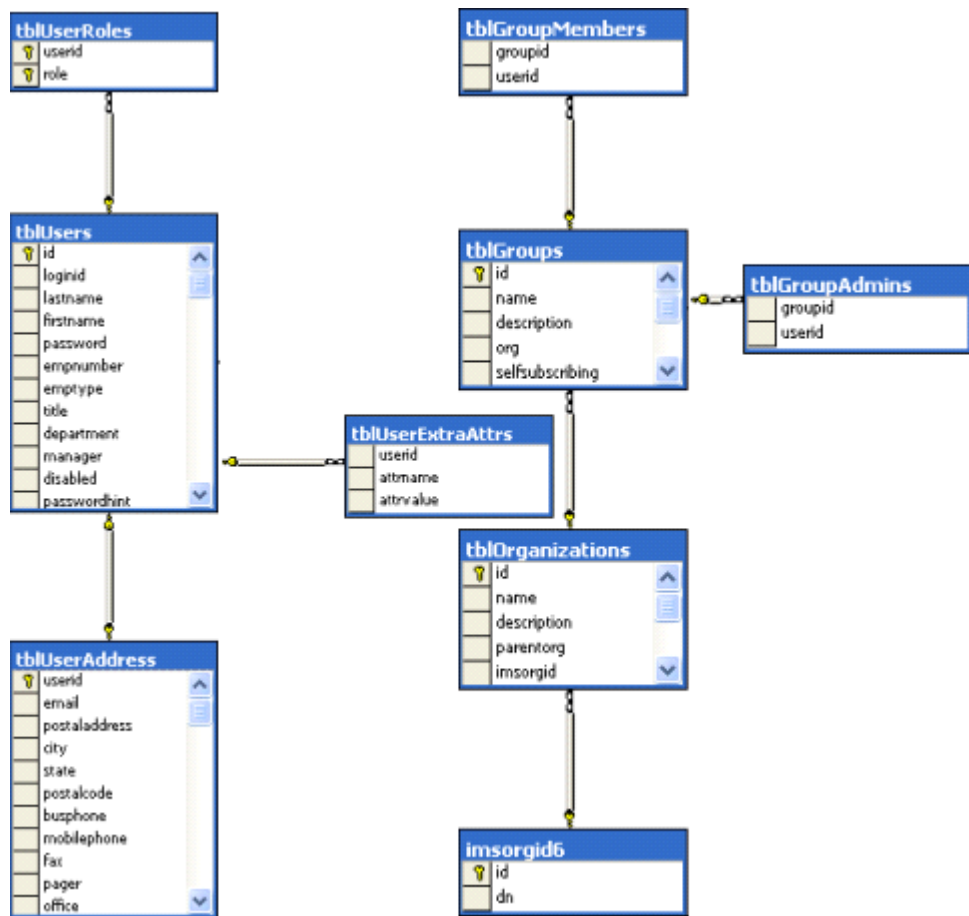 tblUserRoles
userid
role
tblGroupMembers
groupid
userid
tblUsers
id
loginid
lastname
firstname
password
empnumber
emptype
title
department
manager
disabled
passwordhint
tblGroups
id
name
description
org
selfsubscribing
tblGroupAdmins
groupid
userid
tblUserExtraAttrs
userid
attrname
attrvalue
tblOrganizations
id
name
description
parentorg
imsorgid
tblUserAddress
userid
email
postaladdress
city
state
postalcode
busphone
mobilephone
fax
pager
office
imsorgid6
id
dn